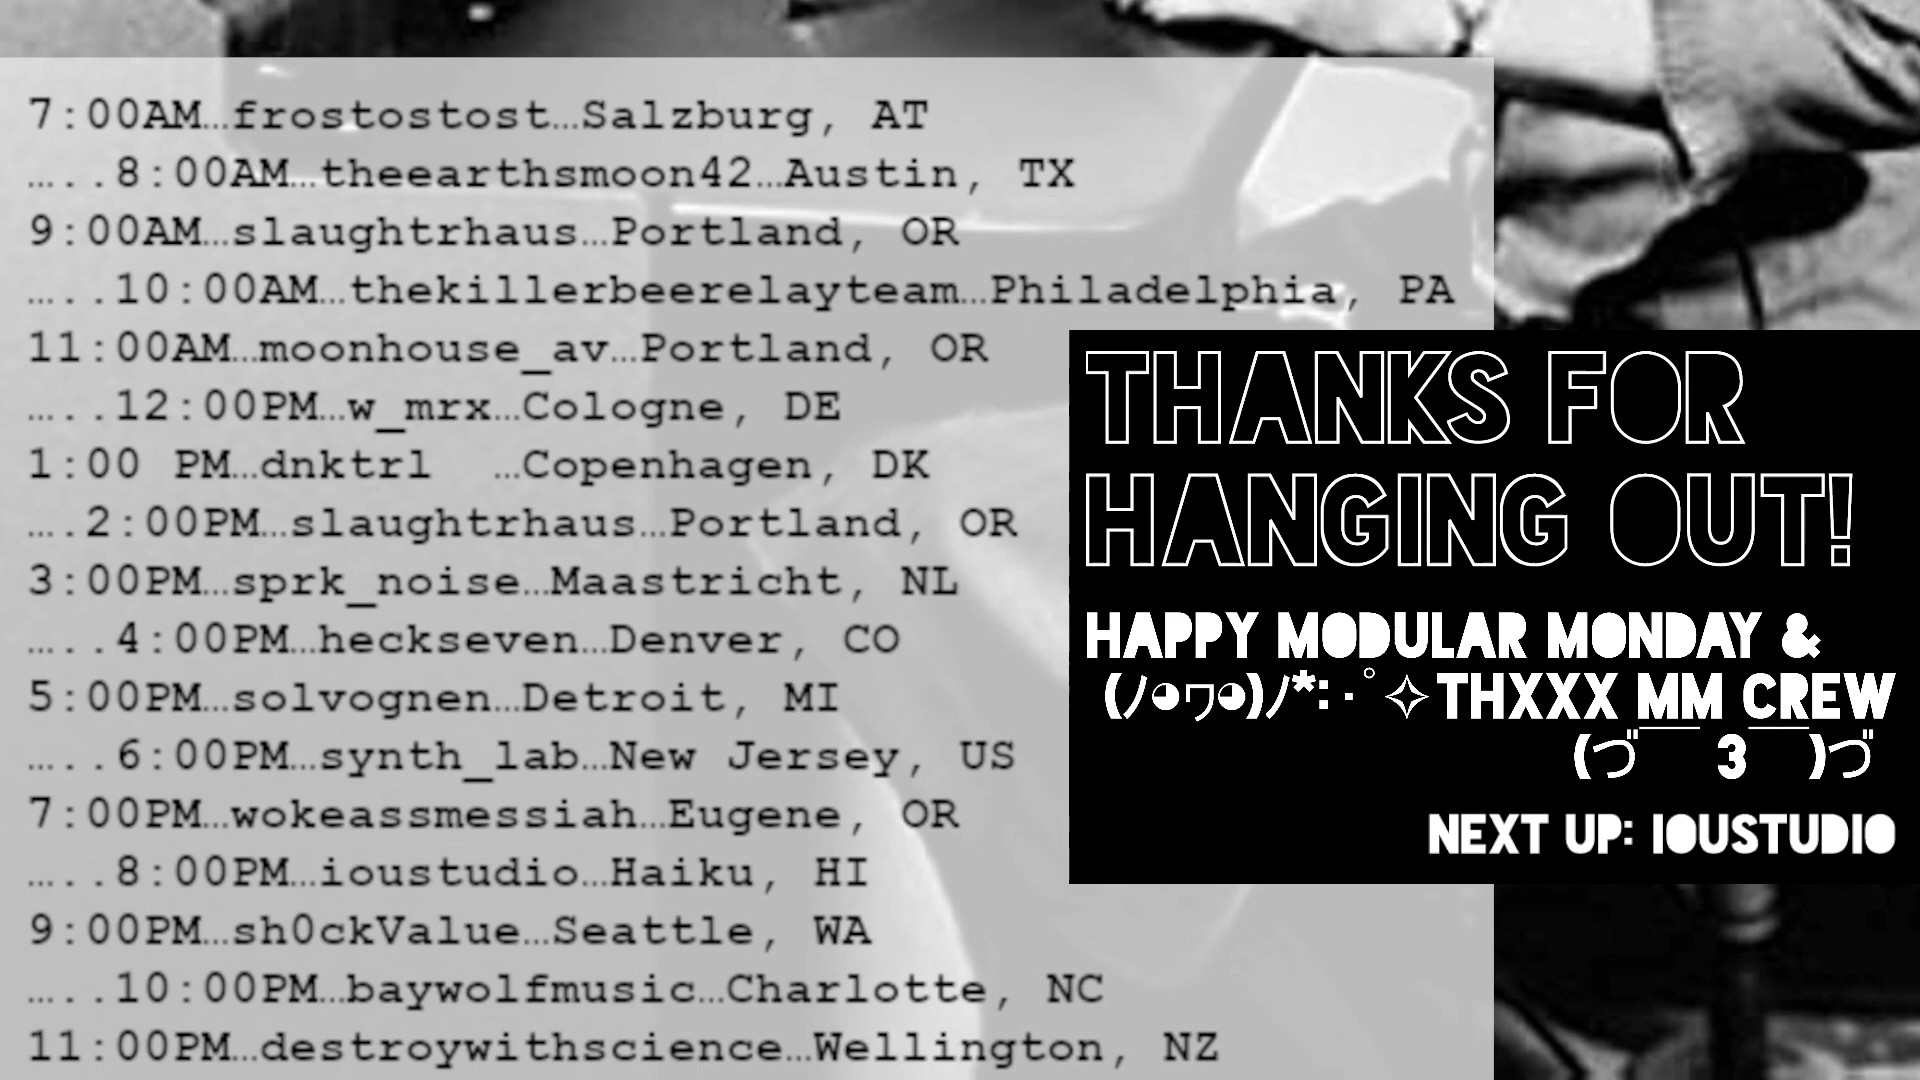 7:00AM…frostostost…Salzburg, AT
…..8:00AM…theearthsmoon42…Austin, TX
9:00AM…slaughtrhaus…Portland, OR
…..10:00AM…thekillerbeerelayteam…Philadelphia, PA
11:00AM…moonhouse_av…Portland, OR
…..12:00PM…w_mrx…Cologne, DE
1:00 PM…dnktrl  …Copenhagen, DK
….2:00PM…slaughtrhaus…Portland, OR
3:00PM…sprk_noise…Maastricht, NL
…..4:00PM…heckseven…Denver, CO
5:00PM…solvognen…Detroit, MI
…..6:00PM…synth_lab…New Jersey, US
7:00PM…wokeassmessiah…Eugene, OR
…..8:00PM…ioustudio…Haiku, HI
9:00PM…sh0ckValue…Seattle, WA
…..10:00PM…baywolfmusic…Charlotte, NC
11:00PM…destroywithscience…Wellington, NZ
THANKS FOR
HANGING OUT!
HAPPY MODULAR MONDAY &
(ﾉ◕ヮ◕)ﾉ*:･ﾟ✧THXXX MM CREW
(づ￣ 3￣)づ
NEXT UP: IOUSTUDIO